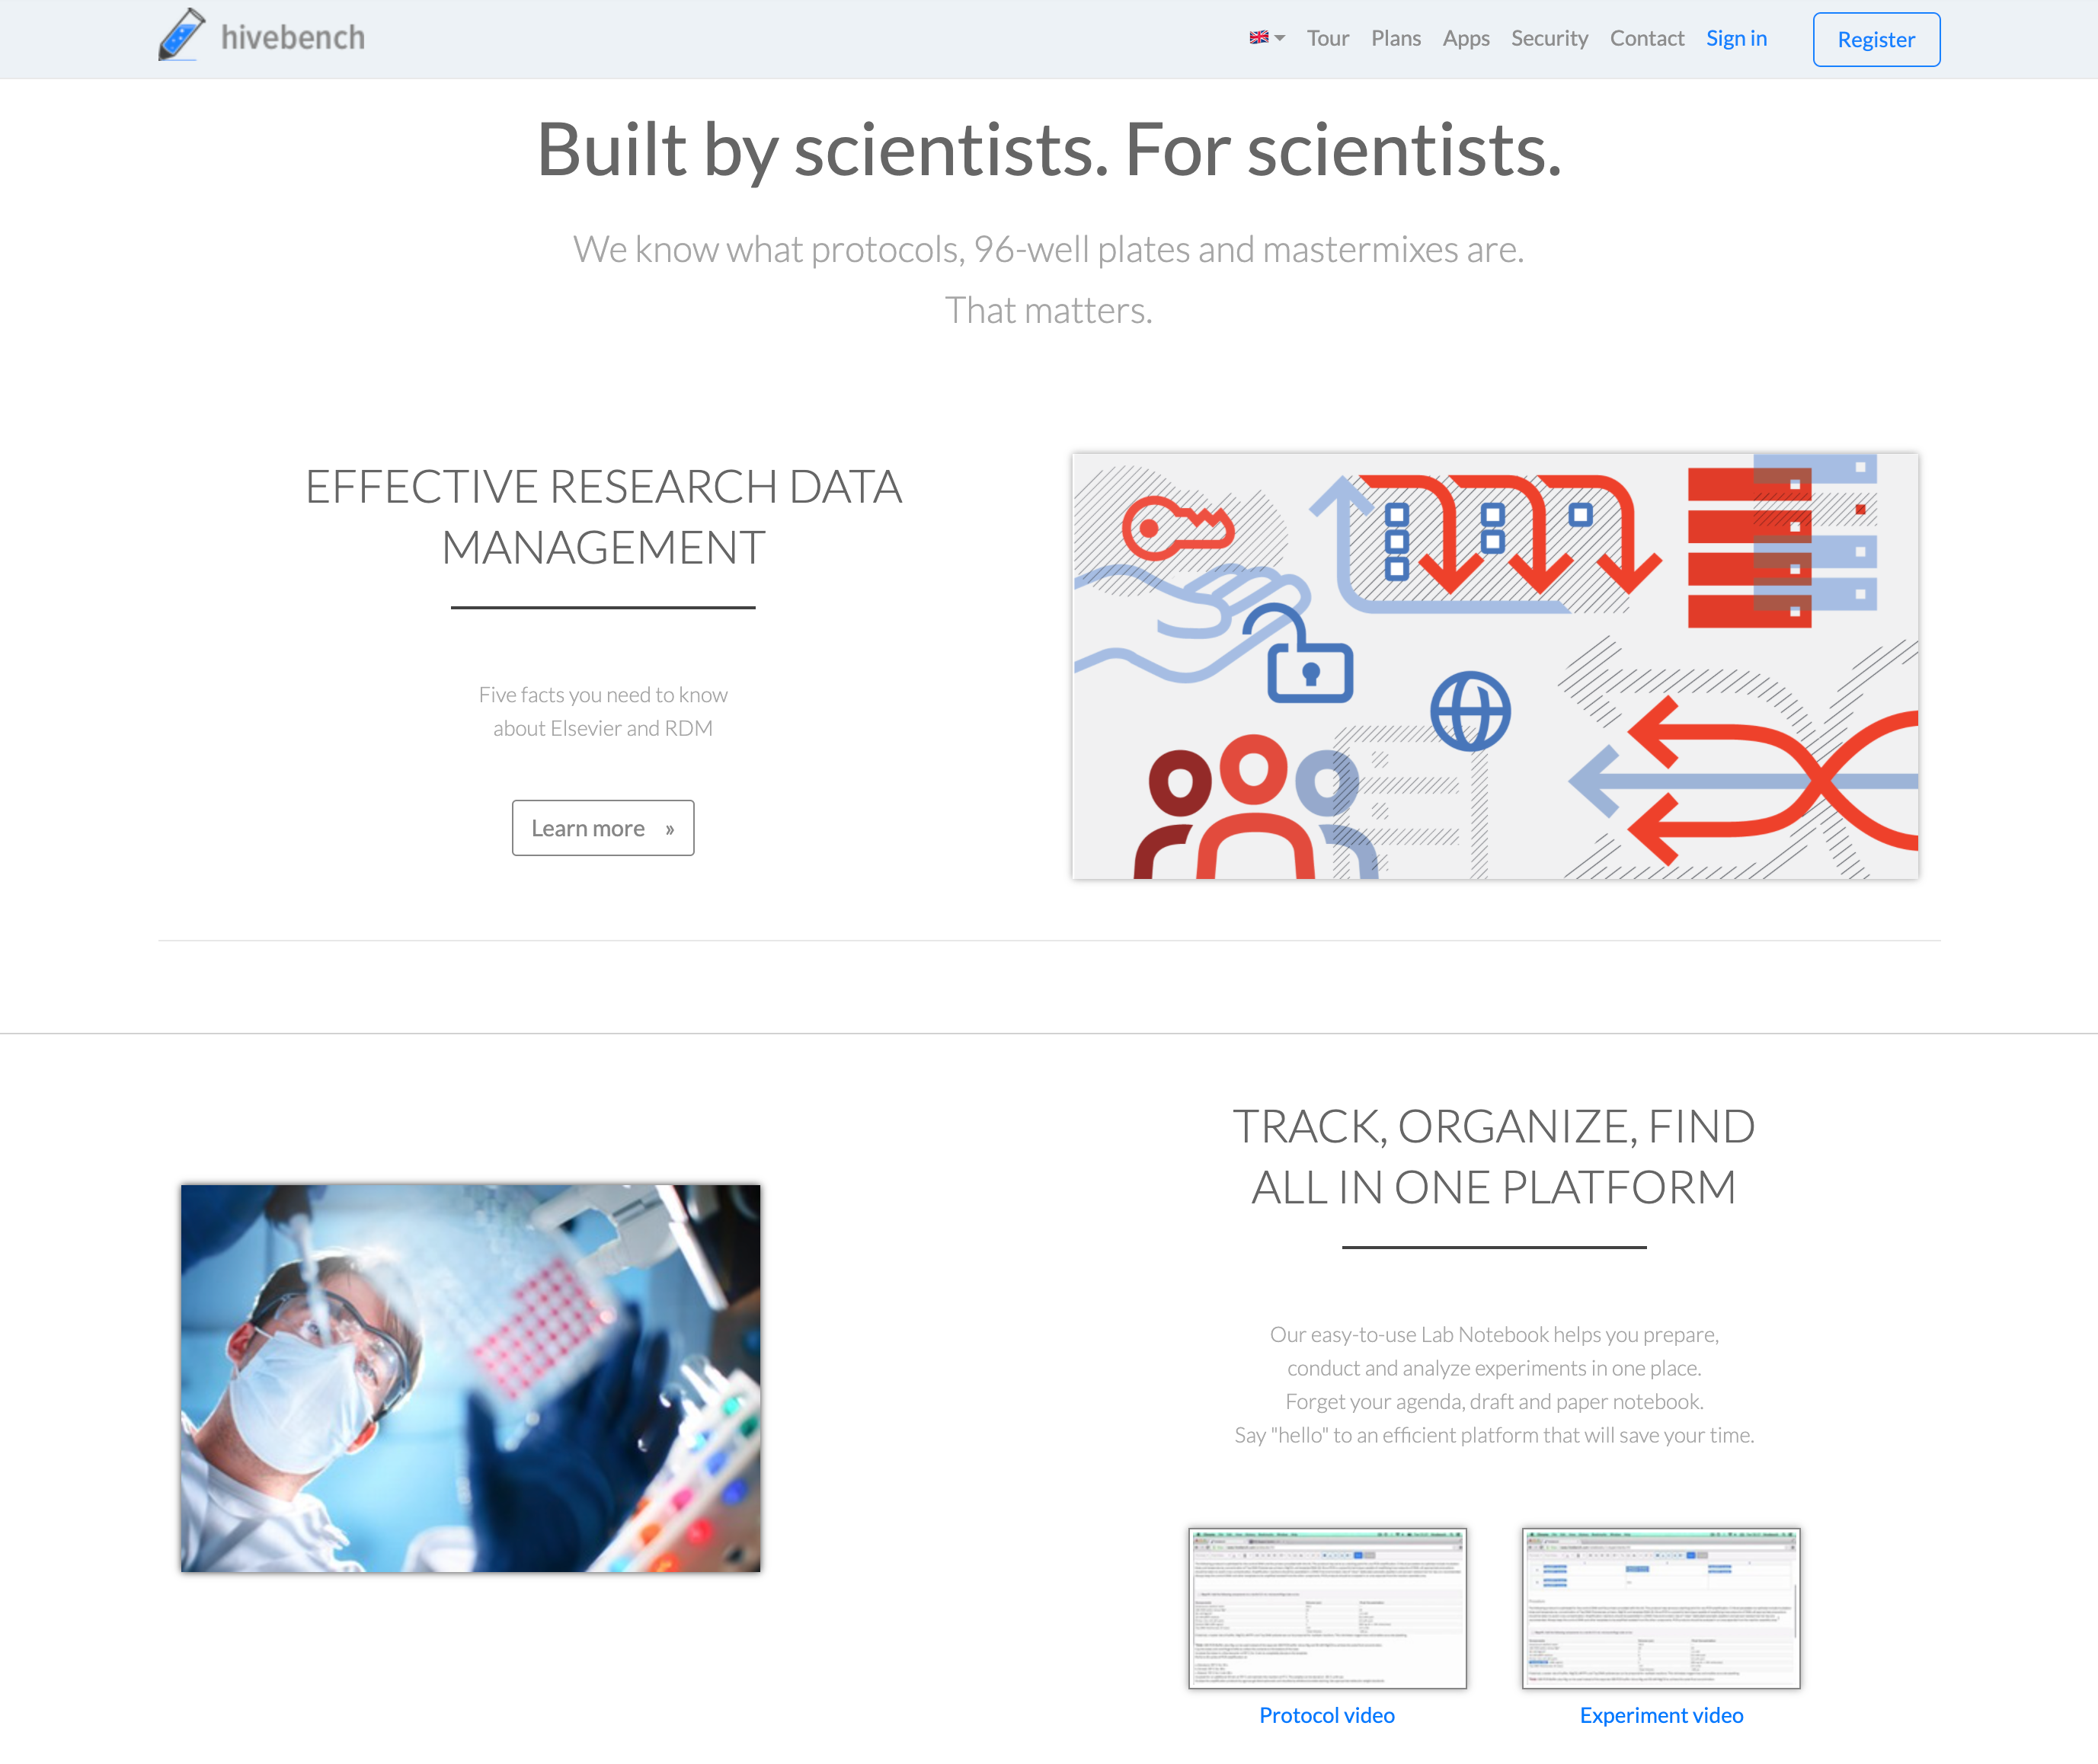 hivebench
Tour Plans Apps Security Contact Sign in Register
Built by scientists. For scientists.
We know what protocols, 96-well plates and mastermixes are.
That matters.
EFFECTIVE RESEARCH DATA
MANAGEMENT
Five facts you need to know
about Elsevier and RDM
Learn more »
TRACK, ORGANIZE, FIND
ALL IN ONE PLATFORM
Our easy-to-use Lab Notebook helps you prepare,
conduct and analyze experiments in one place.
Forget your agenda, draft and paper notebook.
Say "hello" to an efficient platform that will save your time.
Protocol video
Experiment video